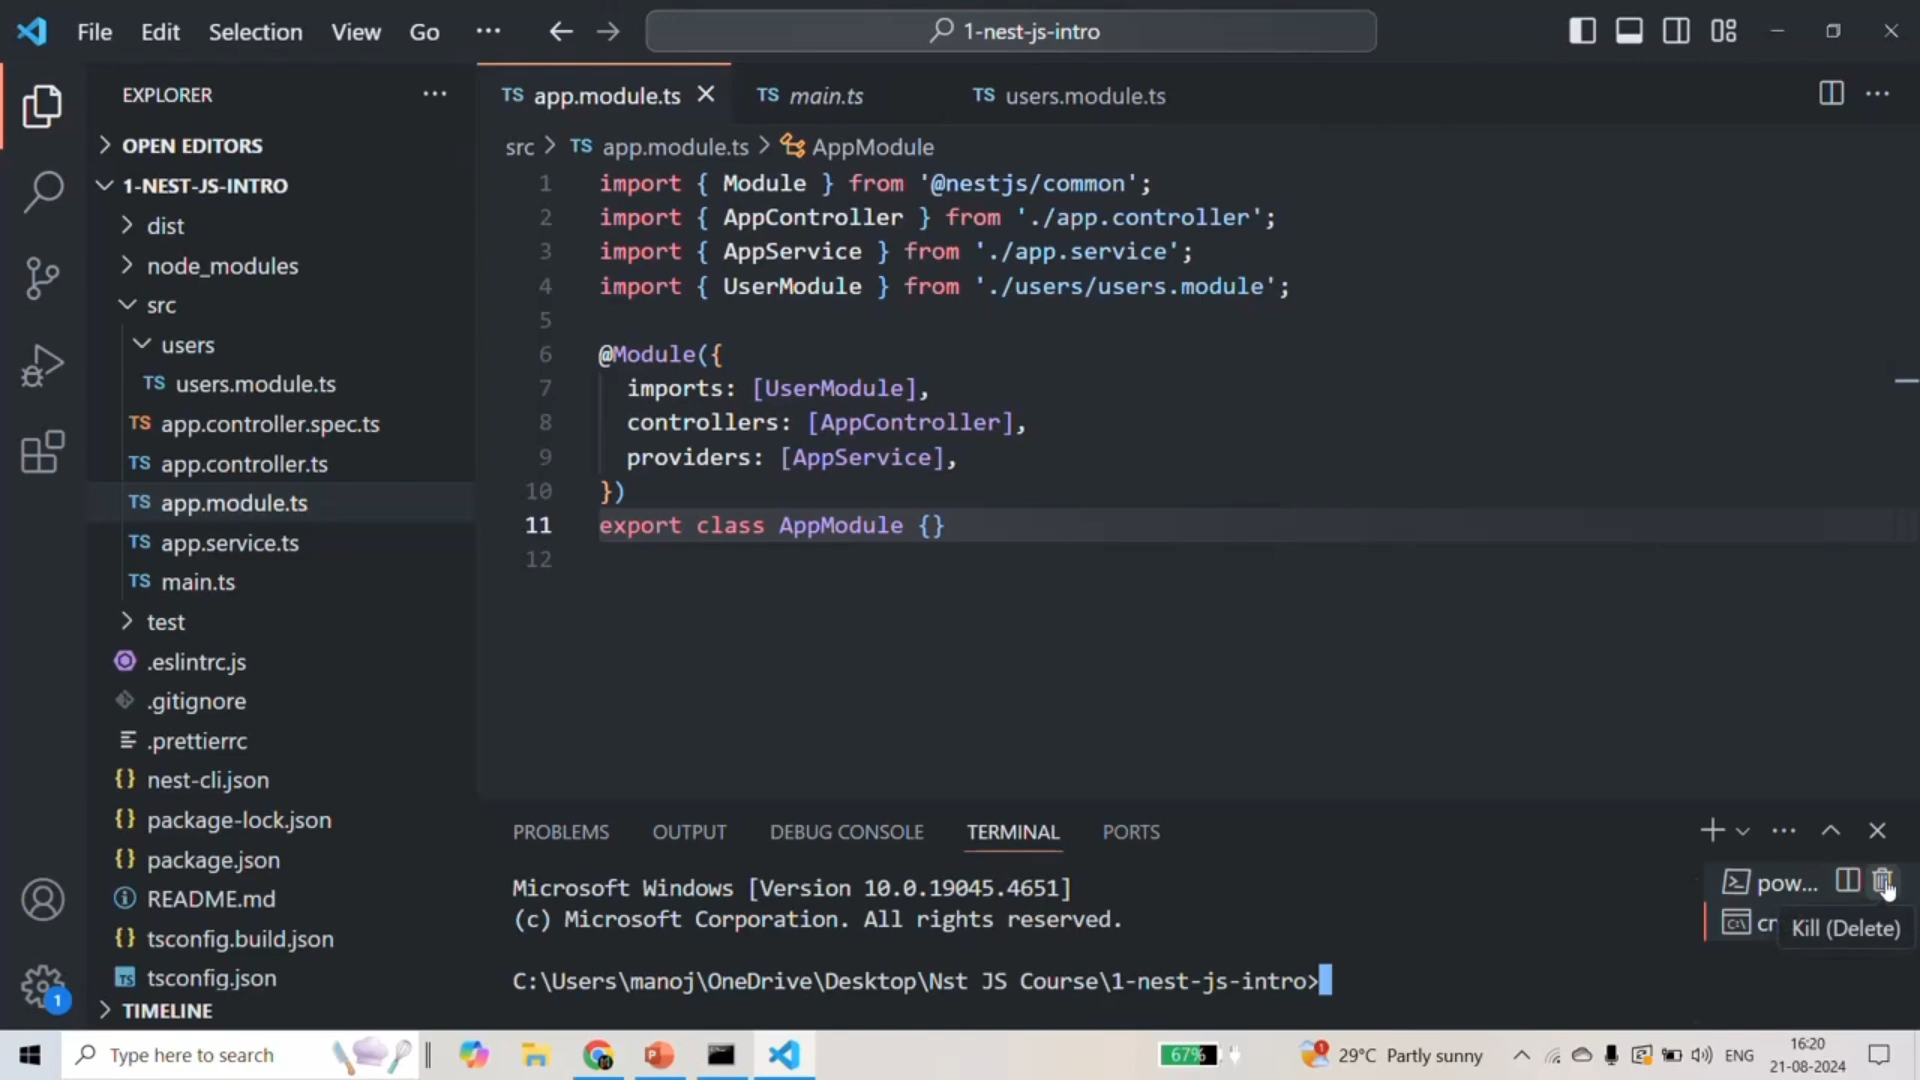 File Edit Selection View Go ··· 1-nest-js-intro
EXPLORER ···
OPEN EDITORS
1-NEST-JS-INTRO
dist
node_modules
src
users
TS users.module.ts
TS app.controller.spec.ts
TS app.controller.ts
TS app.module.ts
TS app.service.ts
TS main.ts
test
.eslintrc.js
.gitignore
.prettierrc
{} nest-cli.json
{} package-lock.json
{} package.json
README.md
{} tsconfig.build.json
TS tsconfig.json
TIMELINE
1
TS app.module.ts TS main.ts TS users.module.ts
src > TS app.module.ts > AppModule
1 import { Module } from '@nestjs/common';
2 import { AppController } from './app.controller';
3 import { AppService } from './app.service';
4 import { UserModule } from './users/users.module';
5
6 @Module({
7 imports: [UserModule],
8 controllers: [AppController],
9 providers: [AppService],
10 })
11 export class AppModule {}
12
PROBLEMS OUTPUT DEBUG CONSOLE TERMINAL PORTS
Microsoft Windows [Version 10.0.19045.4651]
(c) Microsoft Corporation. All rights reserved.
C:\Users\manoj\OneDrive\Desktop\Nst JS Course\1-nest-js-intro>
pow...
Kill (Delete)
Type here to search
67%
29°C Partly sunny
ENG
16:20
21-08-2024